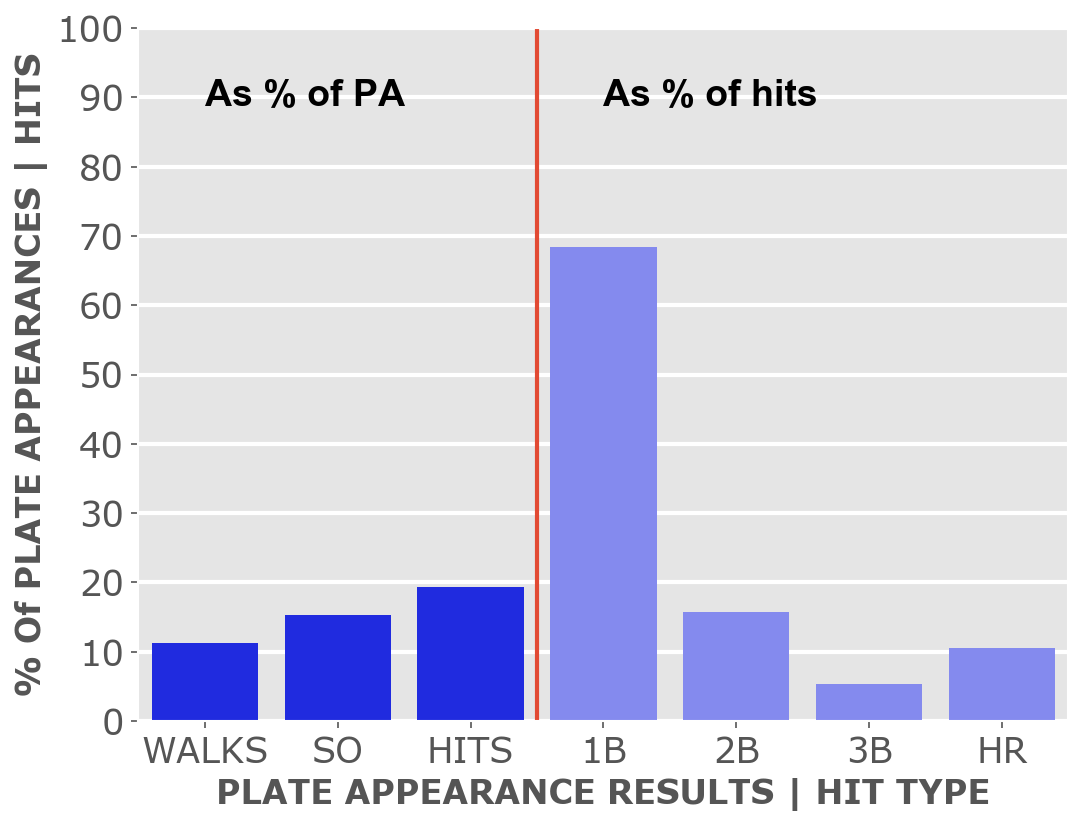 % Of PLATE APPEARANCES | HITS
100
90
80
70
60
50
40
30
20
10
0
As % of PA
As % of hits
WALKS SO HITS 1B 2B 3B HR
PLATE APPEARANCE RESULTS | HIT TYPE